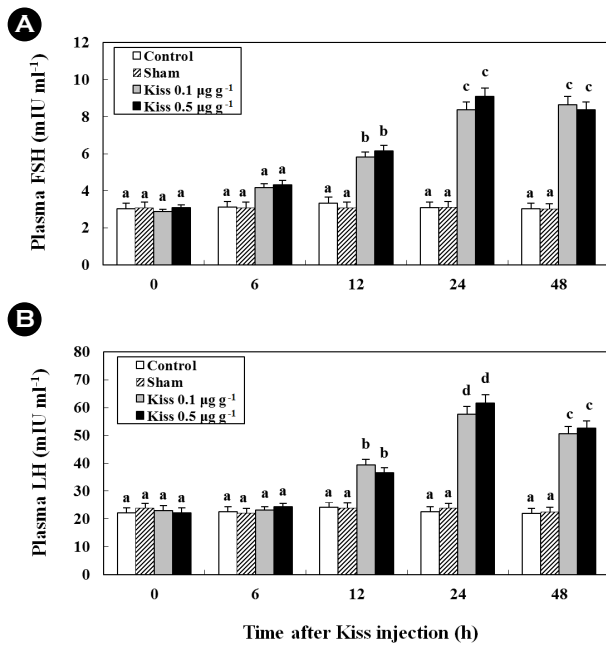 A
Plasma FSH (mIU ml-1)
12
10
8
6
4
2
0
Control
Sham
Kiss 0.1 µg g-1
Kiss 0.5 µg g-1
a a a a
a a a a
a a b b
a a c c
a a c c
0 6 12 24 48
B
Plasma LH (mIU ml-1)
80
70
60
50
40
30
20
10
0
Control
Sham
Kiss 0.1 µg g-1
Kiss 0.5 µg g-1
a a a a
a a a a
a a b b
a a d d
a a c c
0 6 12 24 48
Time after Kiss injection (h)